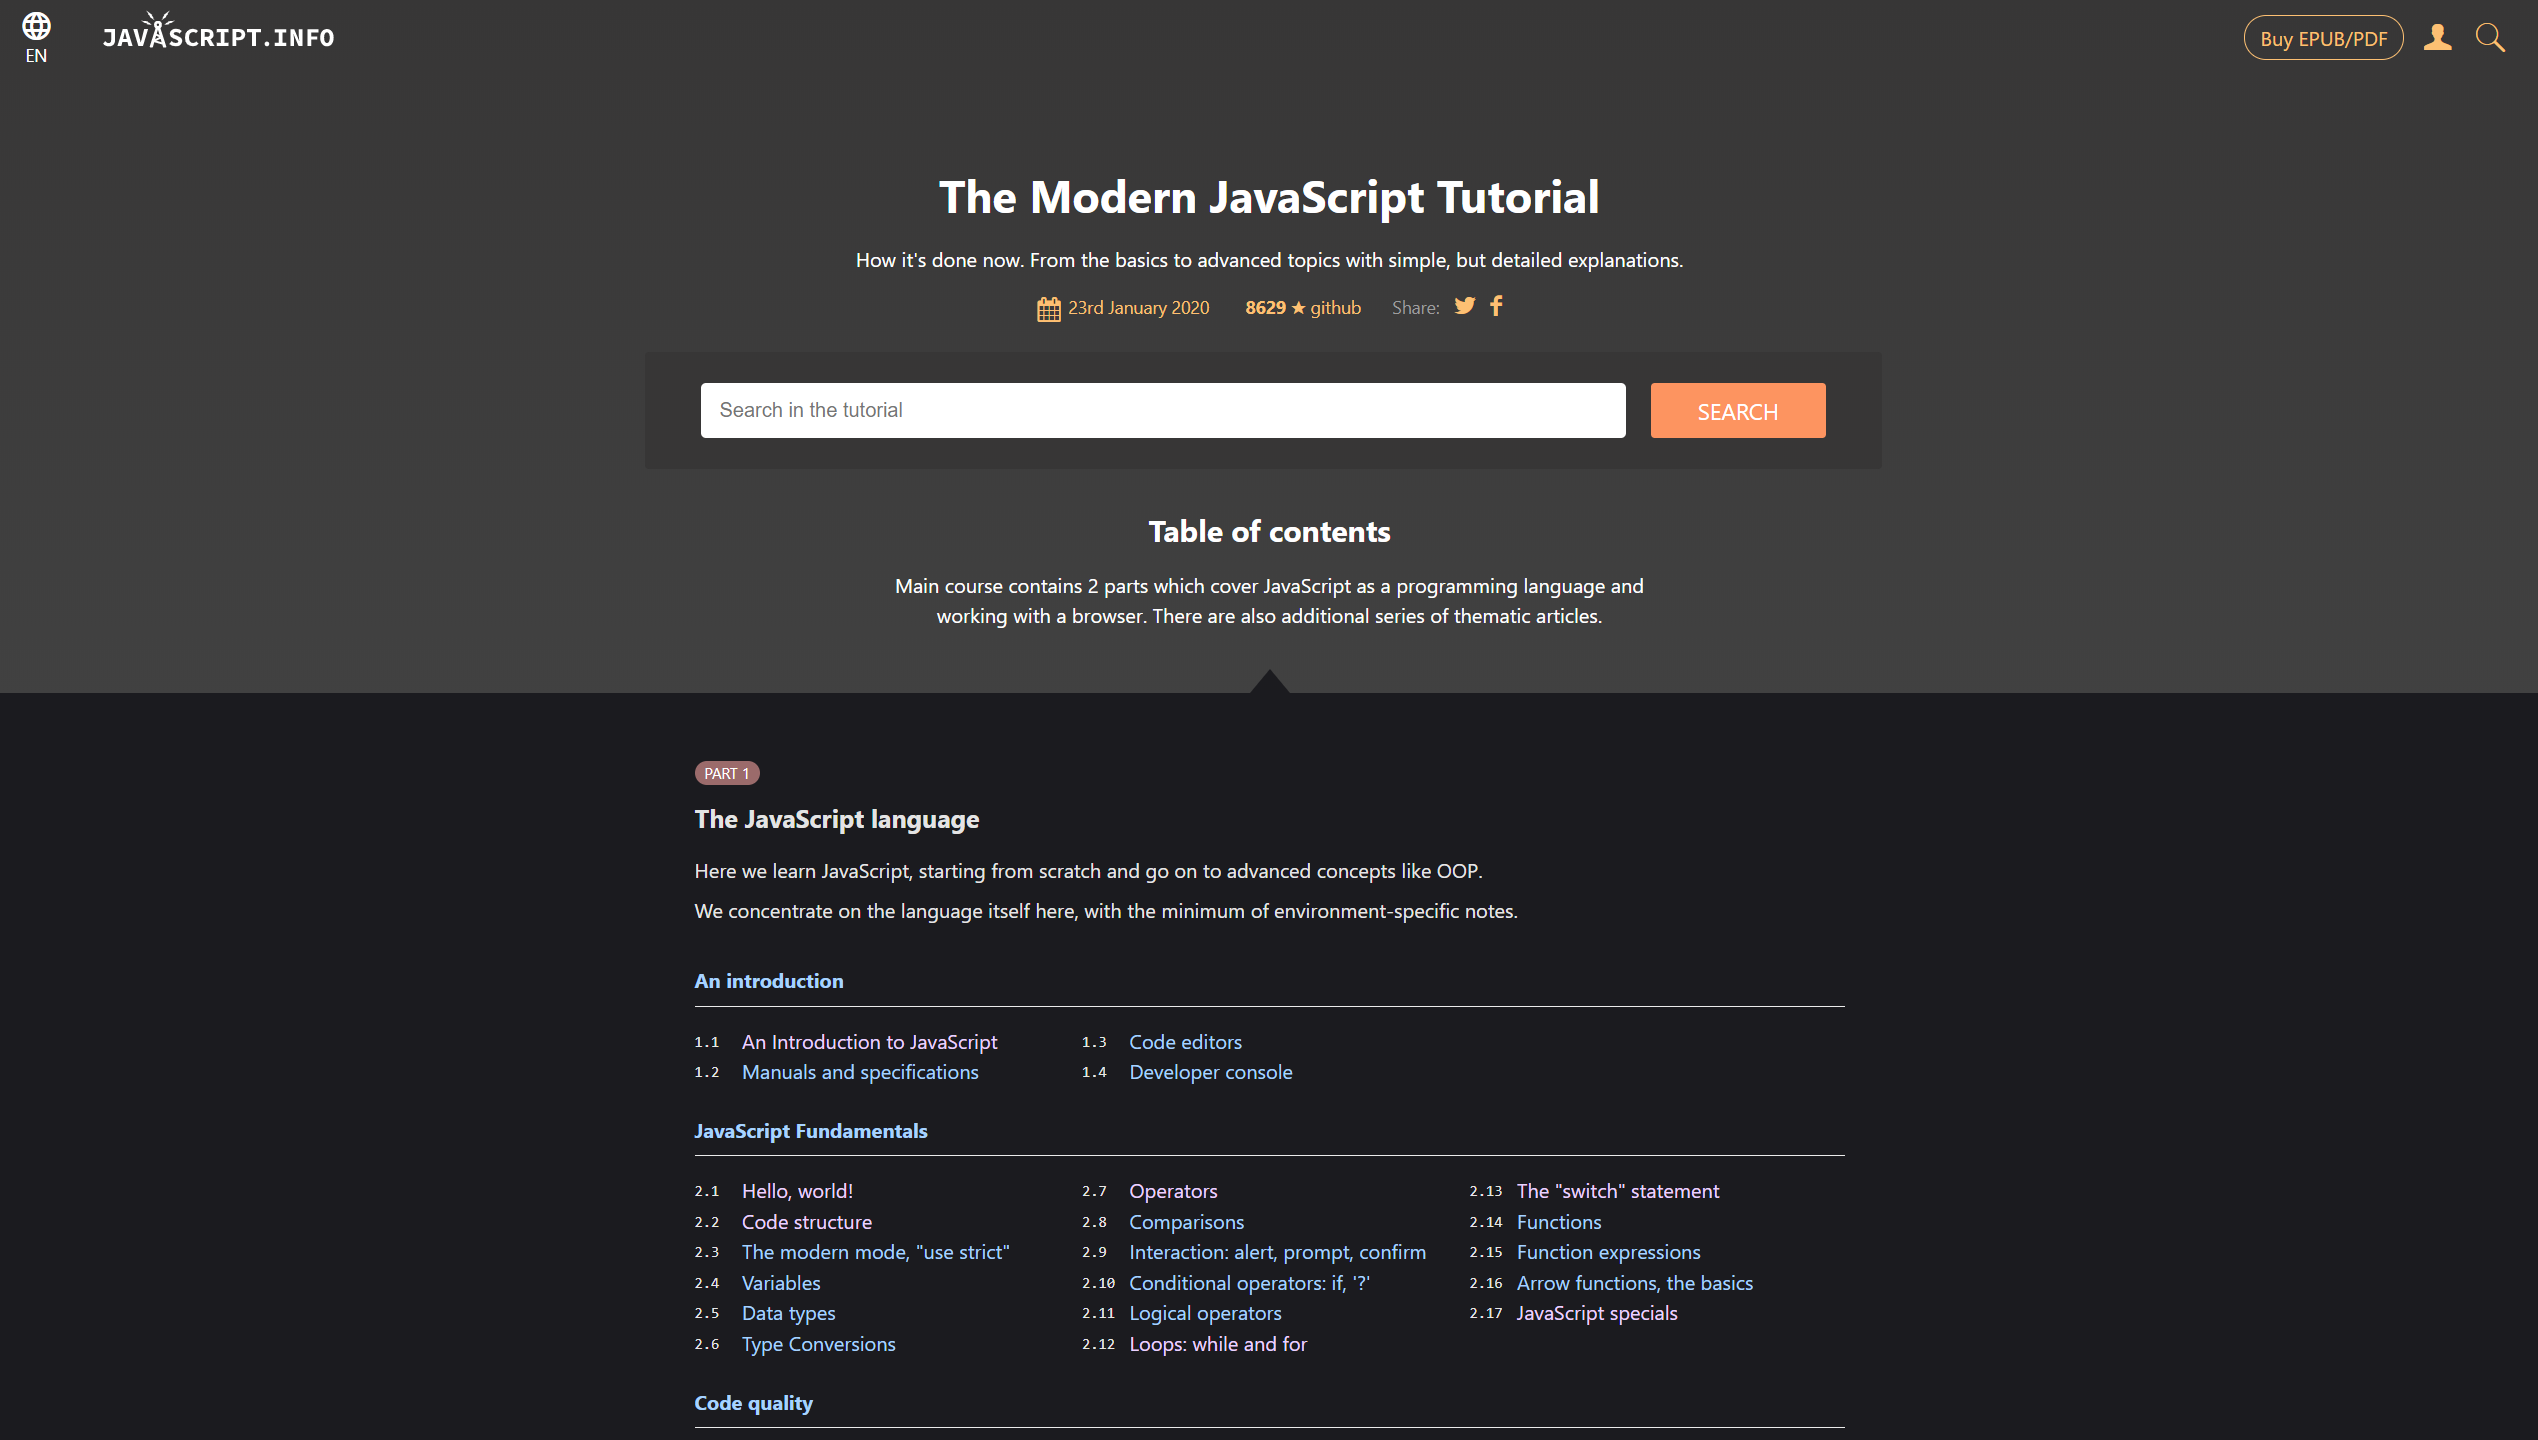 EN
JAVASCRIPT.INFO
Buy EPUB/PDF
The Modern JavaScript Tutorial
How it's done now. From the basics to advanced topics with simple, but detailed explanations.
23rd January 2020 8629 ★ github Share:
Search in the tutorial
SEARCH
Table of contents
Main course contains 2 parts which cover JavaScript as a programming language and
working with a browser. There are also additional series of thematic articles.
PART 1
The JavaScript language
Here we learn JavaScript, starting from scratch and go on to advanced concepts like OOP.
We concentrate on the language itself here, with the minimum of environment-specific notes.
An introduction
1.1 An Introduction to JavaScript
1.2 Manuals and specifications
1.3 Code editors
1.4 Developer console
JavaScript Fundamentals
2.1 Hello, world!
2.2 Code structure
2.3 The modern mode, "use strict"
2.4 Variables
2.5 Data types
2.6 Type Conversions
2.7 Operators
2.8 Comparisons
2.9 Interaction: alert, prompt, confirm
2.10 Conditional operators: if, '?'
2.11 Logical operators
2.12 Loops: while and for
2.13 The "switch" statement
2.14 Functions
2.15 Function expressions
2.16 Arrow functions, the basics
2.17 JavaScript specials
Code quality